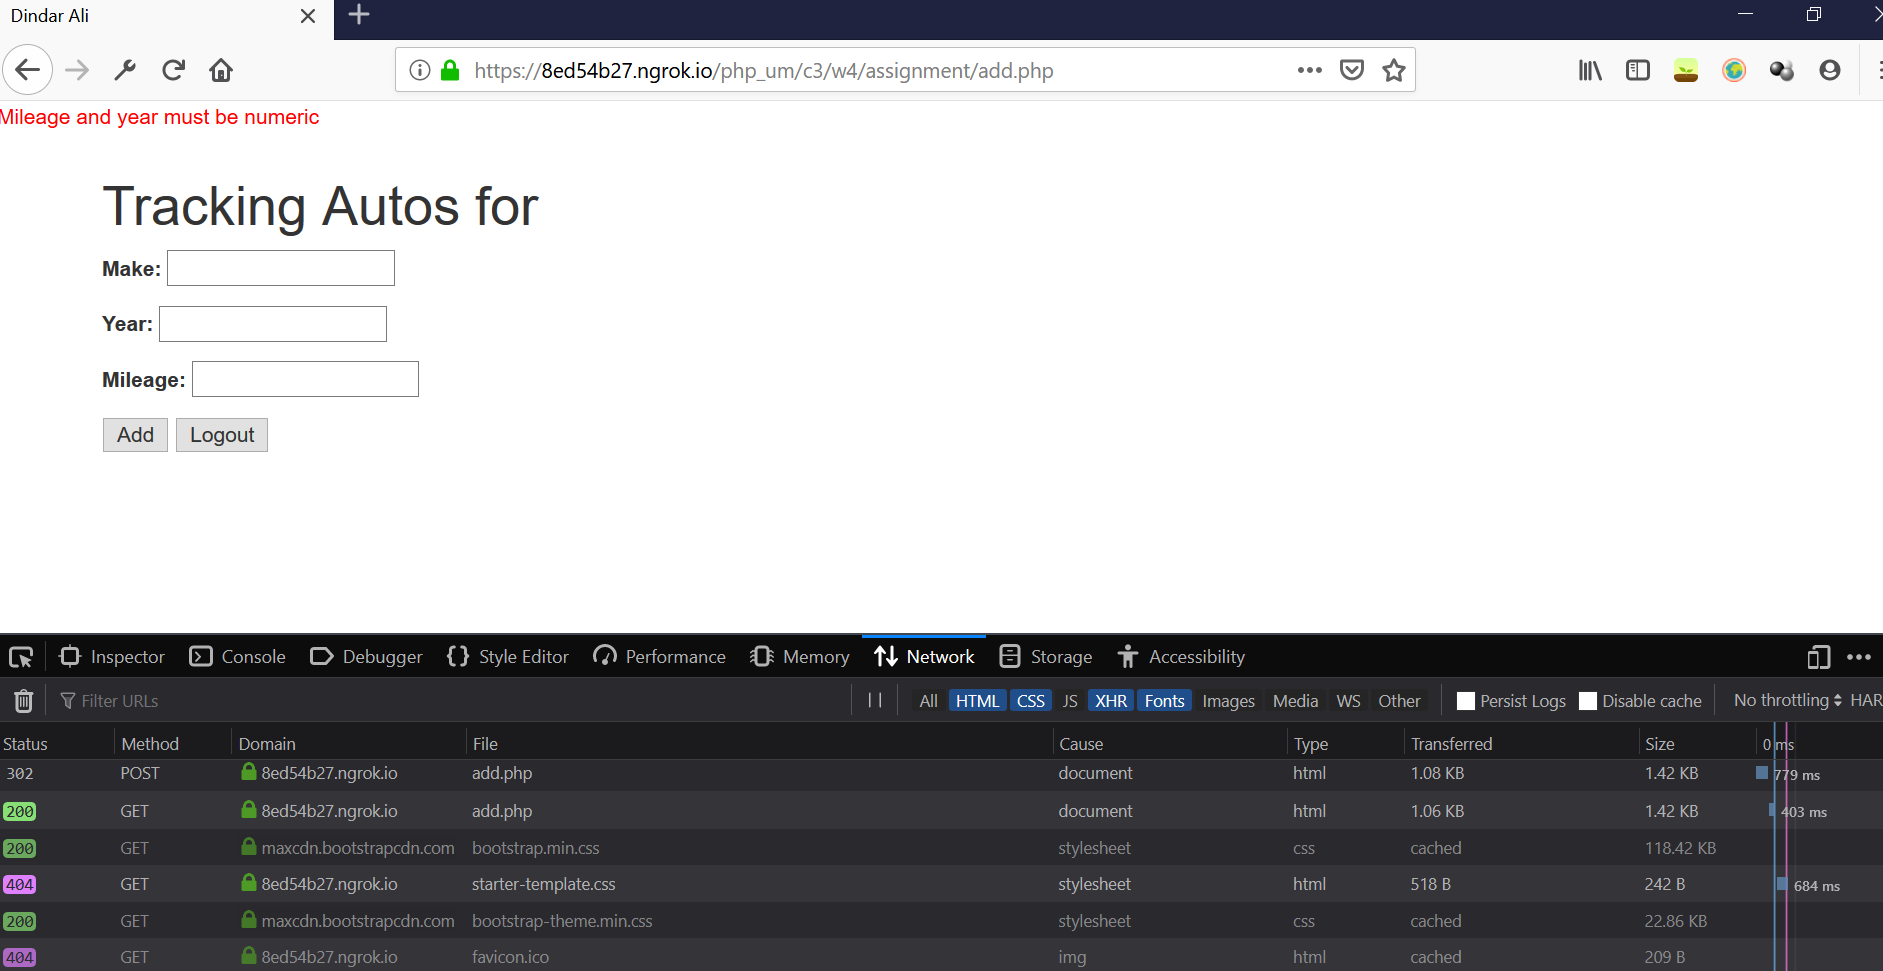 Dindar Ali
https://8ed54b27.ngrok.io/php_um/c3/w4/assignment/add.php
Mileage and year must be numeric
Tracking Autos for
Make:
Year:
Mileage:
Add Logout
Inspector Console Debugger Style Editor Performance Memory Network Storage Accessibility
Filter URLs All HTML CSS JS XHR Fonts Images Media WS Other Persist Logs Disable cache No throttling HAR
Status Method Domain File Cause Type Transferred Size 0 ms
302 POST 8ed54b27.ngrok.io add.php document html 1.08 KB 1.42 KB 779 ms
200 GET 8ed54b27.ngrok.io add.php document html 1.06 KB 1.42 KB 403 ms
200 GET maxcdn.bootstrapcdn.com bootstrap.min.css stylesheet css cached 118.42 KB
404 GET 8ed54b27.ngrok.io starter-template.css stylesheet html 518 B 242 B 684 ms
200 GET maxcdn.bootstrapcdn.com bootstrap-theme.min.css stylesheet css cached 22.86 KB
404 GET 8ed54b27.ngrok.io favicon.ico img html cached 209 B